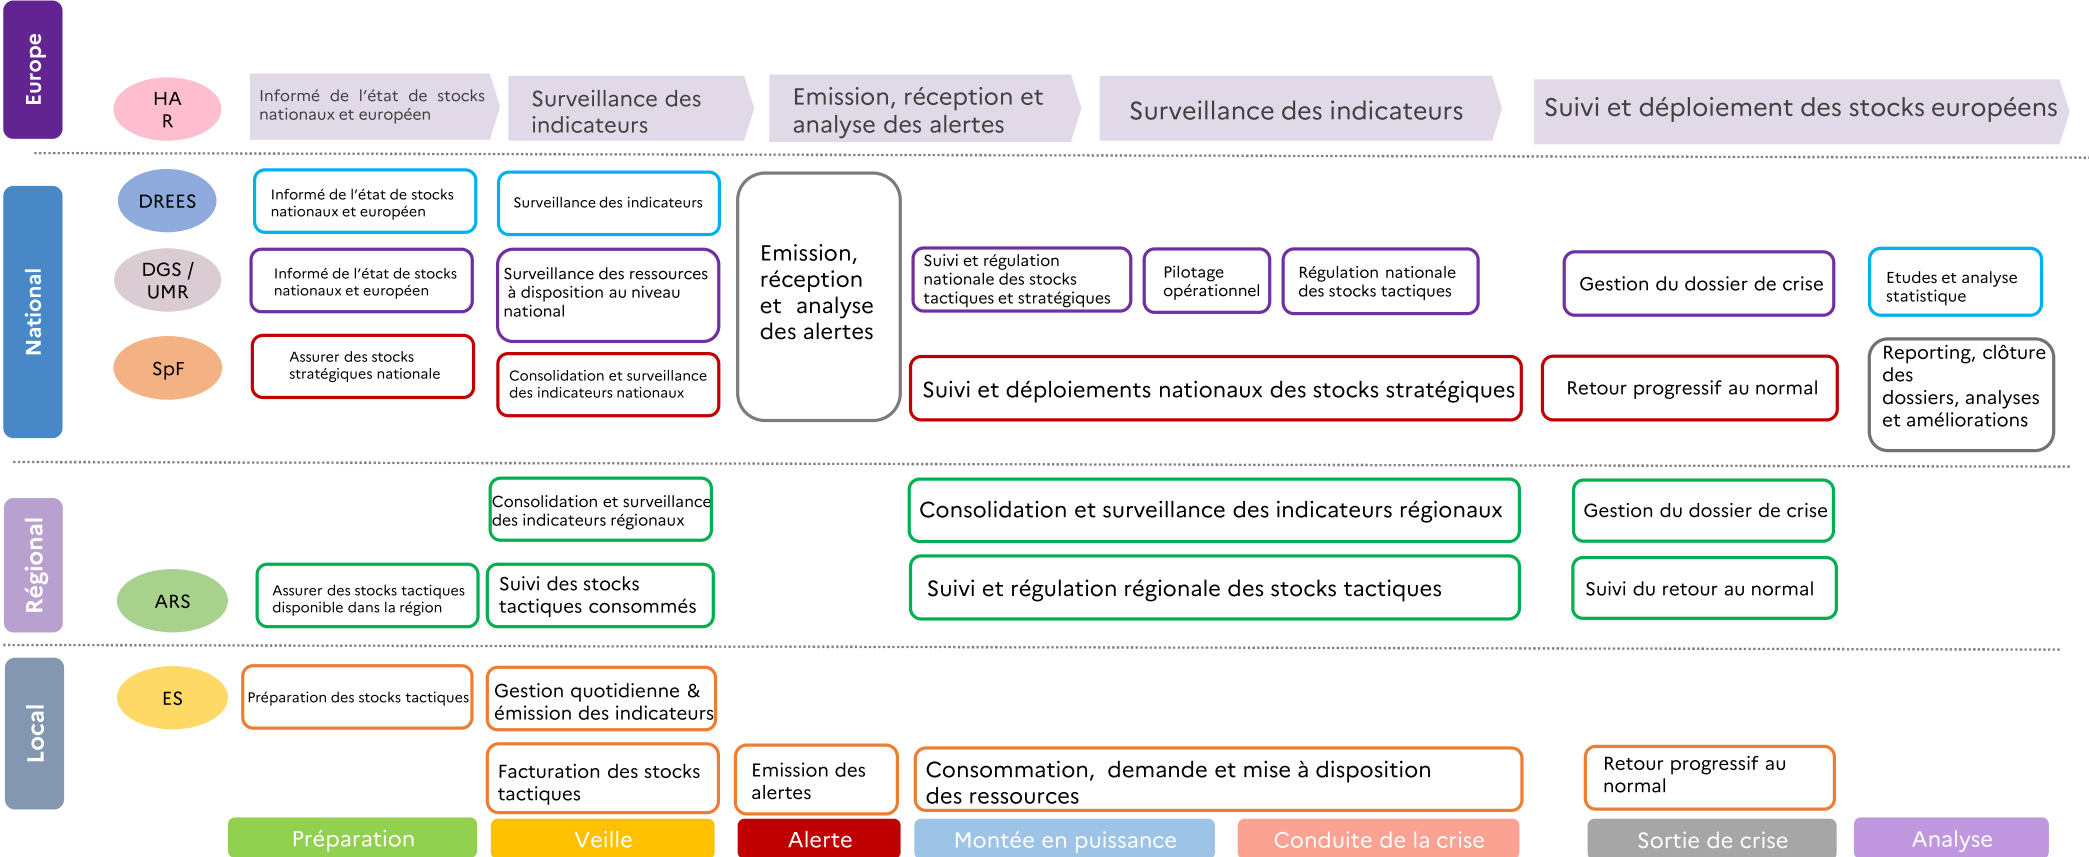 Europe
HA
R
Informé de l'état de stocks
nationaux et européen
Surveillance des
indicateurs
Emission, réception et
analyse des alertes
Surveillance des indicateurs
Suivi et déploiement des stocks européens
National
DREES
Informé de l'état de stocks
nationaux et européen
Surveillance des indicateurs
Emission,
réception
et analyse
des alertes
DGS /
UMR
Informé de l'état de stocks
nationaux et européen
Surveillance des ressources
à disposition au niveau
national
Suivi et régulation
nationale des stocks
tactiques et stratégiques
Pilotage
opérationnel
Régulation nationale
des stocks tactiques
Gestion du dossier de crise
Etudes et analyse
statistique
SpF
Assurer des stocks
stratégiques nationale
Consolidation et surveillance
des indicateurs nationaux
Suivi et déploiements nationaux des stocks stratégiques
Retour progressif au normal
Reporting, clôture
des
dossiers, analyses
et améliorations
Régional
Consolidation et surveillance
des indicateurs régionaux
Consolidation et surveillance des indicateurs régionaux
Gestion du dossier de crise
ARS
Assurer des stocks tactiques
disponible dans la région
Suivi des stocks
tactiques consommés
Suivi et régulation régionale des stocks tactiques
Suivi du retour au normal
Local
ES
Préparation des stocks tactiques
Gestion quotidienne &
émission des indicateurs
Facturation des stocks
tactiques
Emission des
alertes
Consommation, demande et mise à disposition
des ressources
Retour progressif au
normal
Préparation
Veille
Alerte
Montée en puissance
Conduite de la crise
Sortie de crise
Analyse